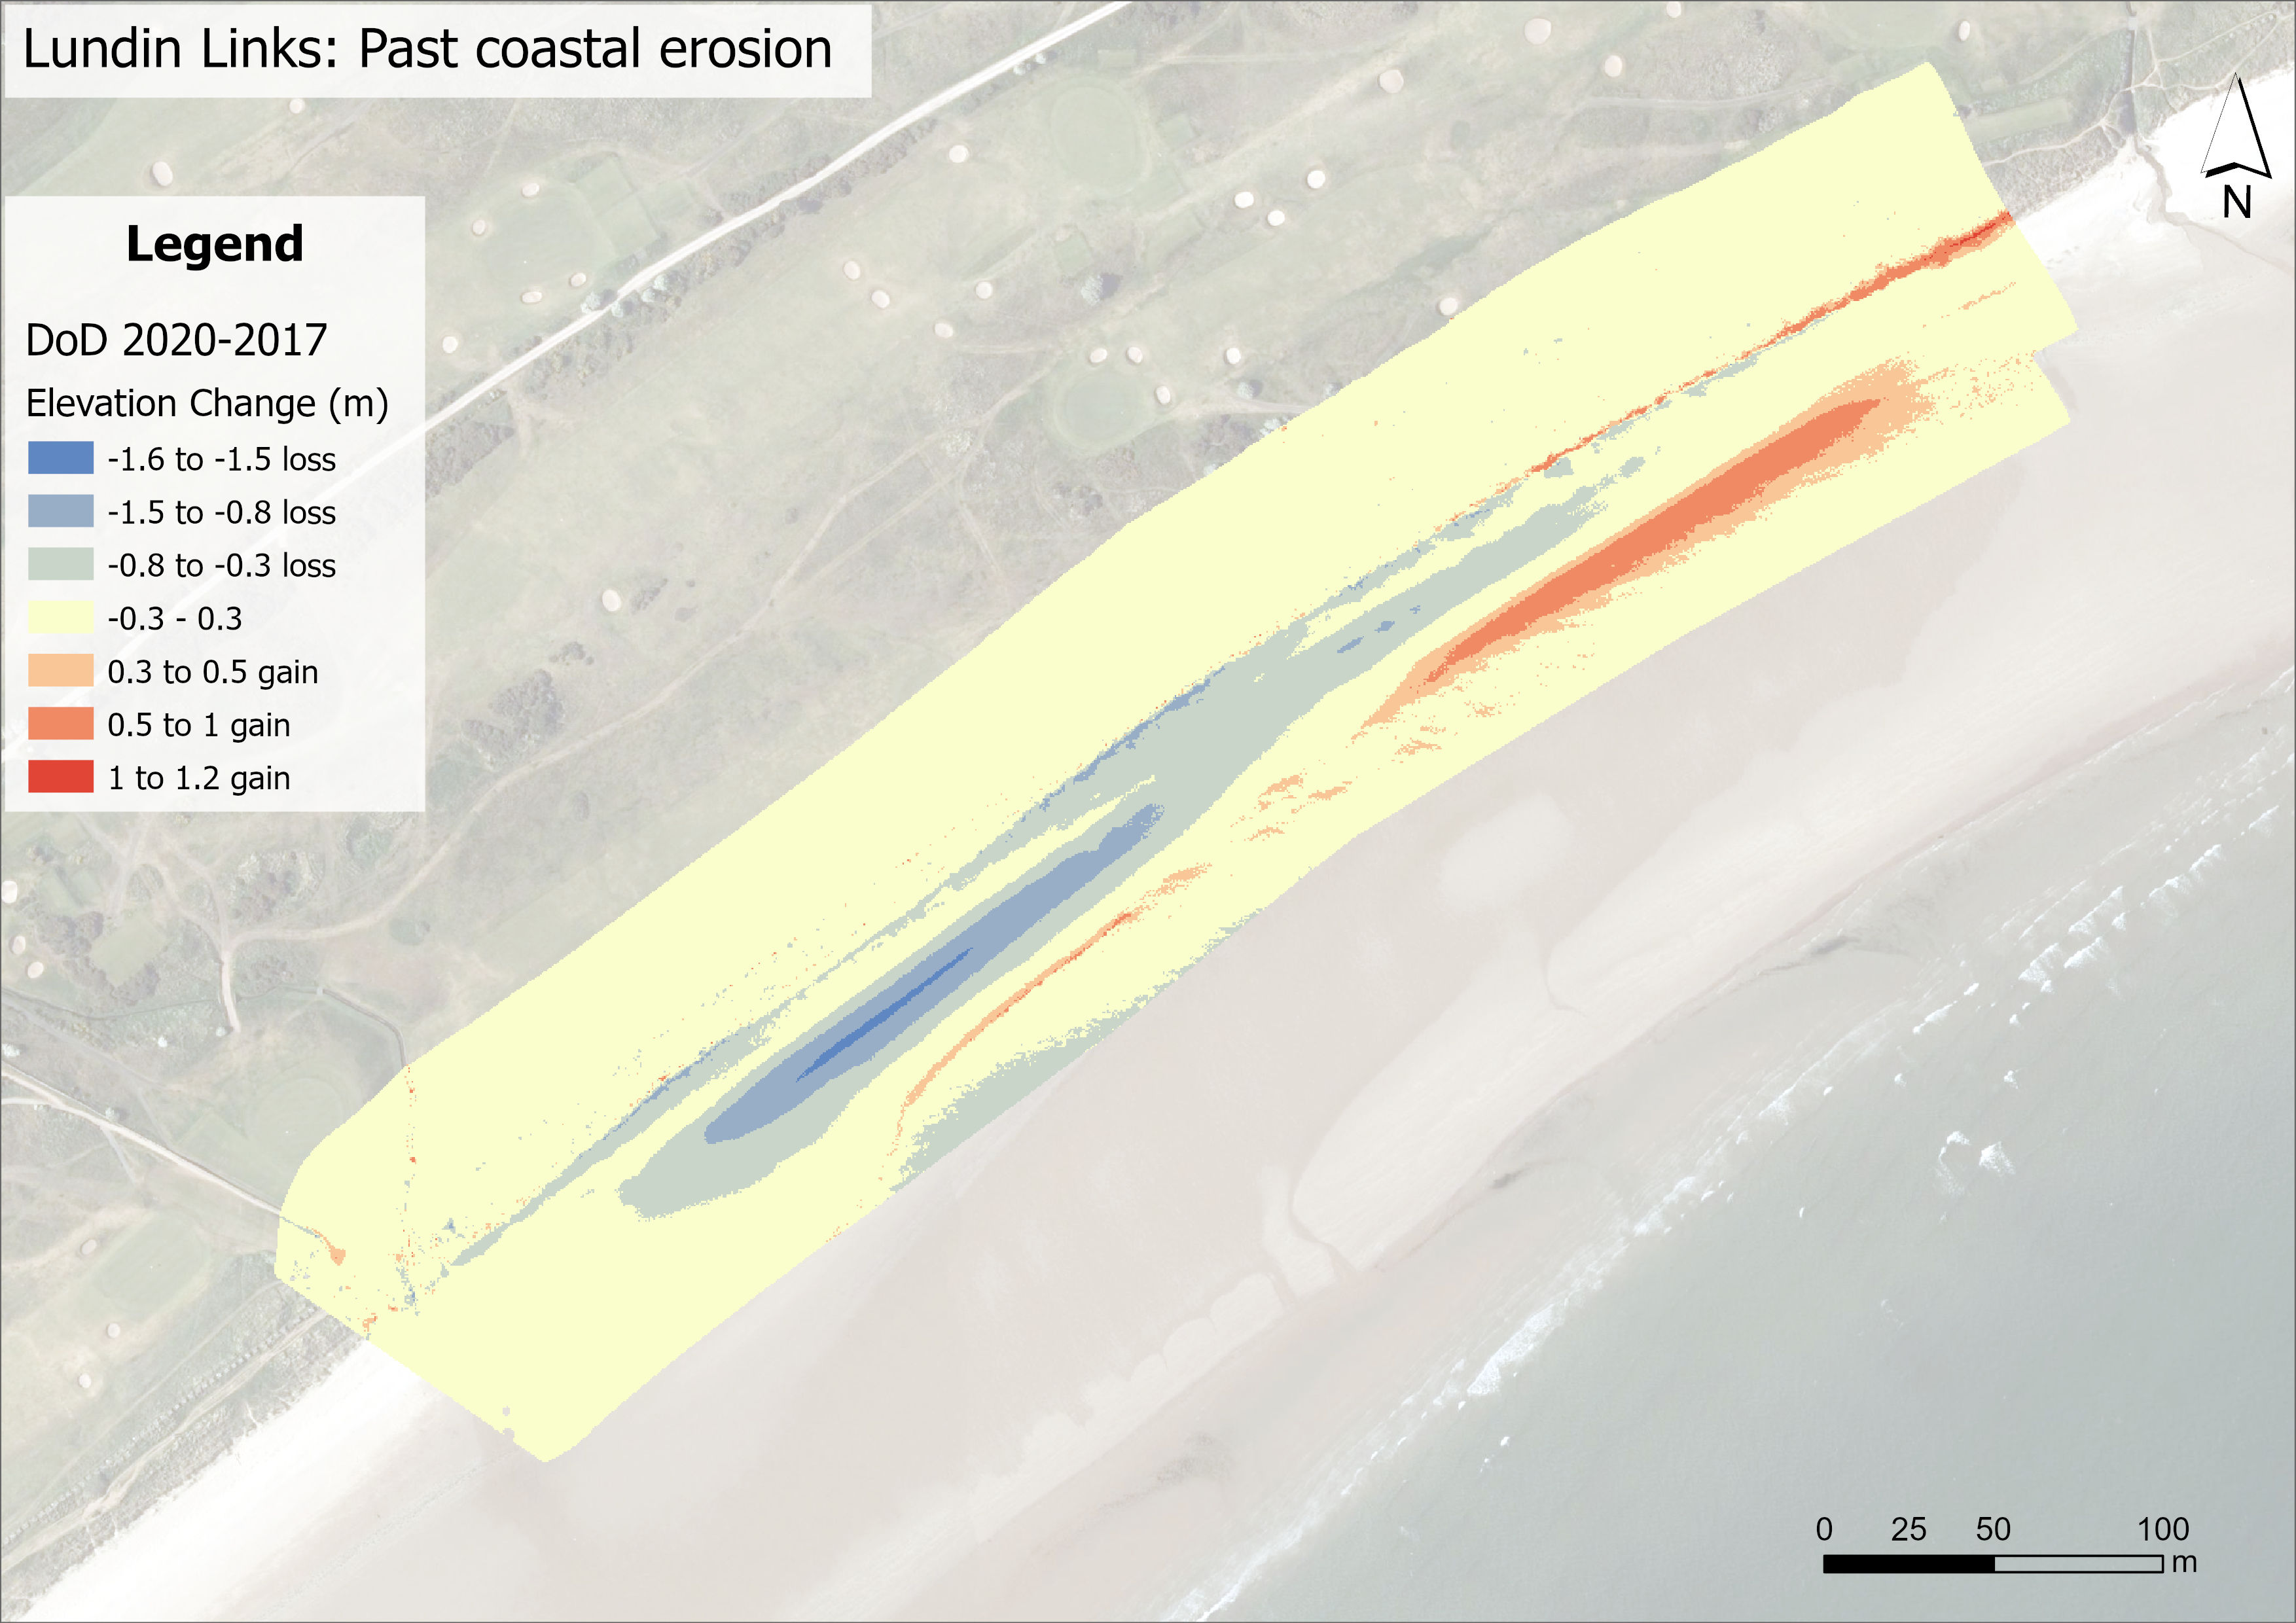 Lundin Links: Past coastal erosion
N
Legend
DoD 2020-2017
Elevation Change (m)
-1.6 to -1.5 loss
-1.5 to -0.8 loss
-0.8 to -0.3 loss
-0.3 - 0.3
0.3 to 0.5 gain
0.5 to 1 gain
1 to 1.2 gain
0 25 50 100
m